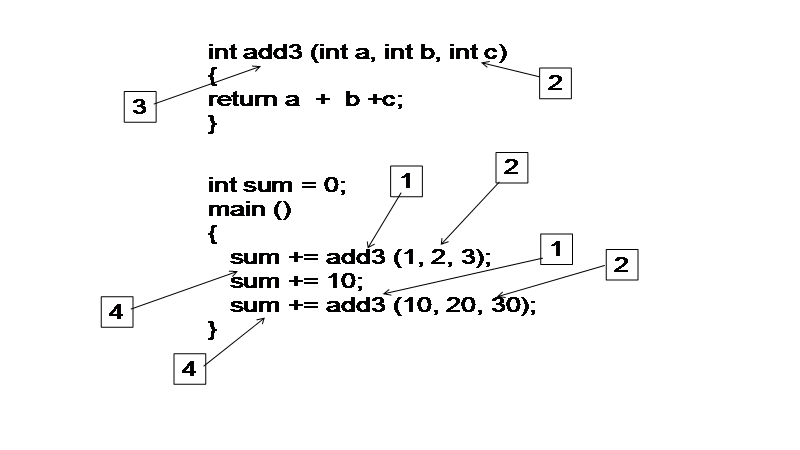 int add3 (int a, int b, int c)
{
2
3
return a  +  b +c;
}
2
1
int sum = 0;
main ()
{
1
sum += add3 (1, 2, 3);
2
sum += 10;
4
sum += add3 (10, 20, 30);
}
4